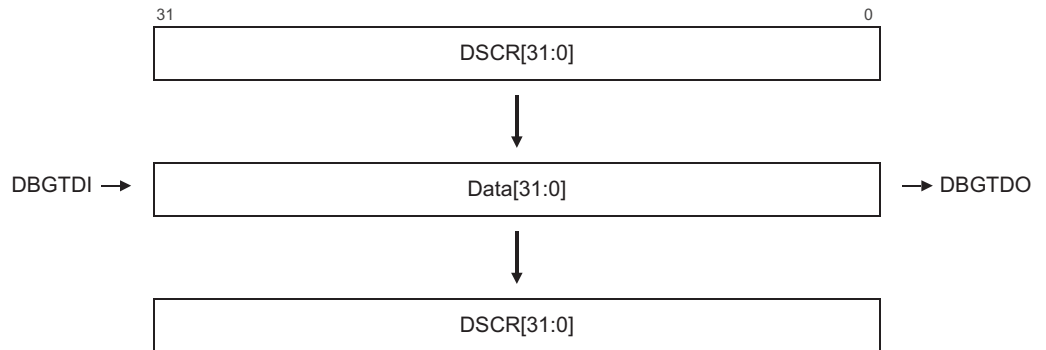 31 0
DSCR[31:0]
DBGTDI Data[31:0] DBGTDO
DSCR[31:0]